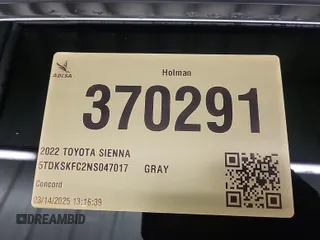 ADESA
Holman
370291
2022 TOYOTA SIENNA
5TDKSKFC2NS047017 GRAY
Concord
03/14/2025 13:16:39
DREAMBID